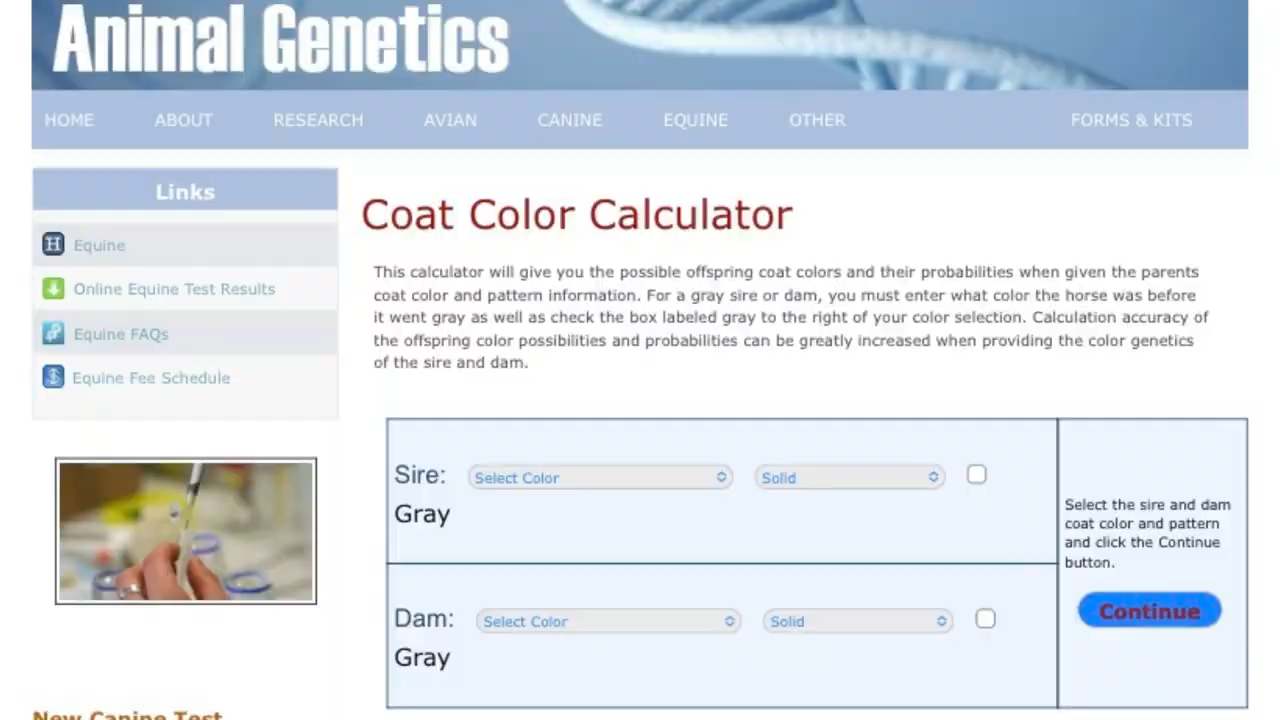 Animal Genetics
HOME ABOUT RESEARCH AVIAN CANINE EQUINE OTHER FORMS & KITS
Links
Equine
Online Equine Test Results
Equine FAQs
Equine Fee Schedule
Coat Color Calculator
This calculator will give you the possible offspring coat colors and their probabilities when given the parents
coat color and pattern information. For a gray sire or dam, you must enter what color the horse was before
it went gray as well as check the box labeled gray to the right of your color selection. Calculation accuracy of
the offspring color possibilities and probabilities can be greatly increased when providing the color genetics
of the sire and dam.
Sire: Select Color Solid
Gray
Dam: Select Color Solid
Gray
Select the sire and dam
coat color and pattern
and click the Continue
button.
Continue
New Canine Test